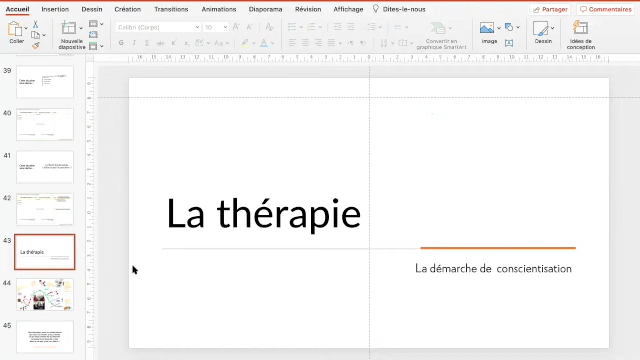 Accueil Insertion Dessin Création Transitions Animations Diaporama Révision Affichage Dites-le-nous Partager Commentaires
Coller
Nouvelle diapositive
Calibri (Corps) 10
Convertir en graphique SmartArt
Image
Dessin
Idées de conception
39
40
41
42
43
La thérapie
44
45
La thérapie
La démarche de conscientisation